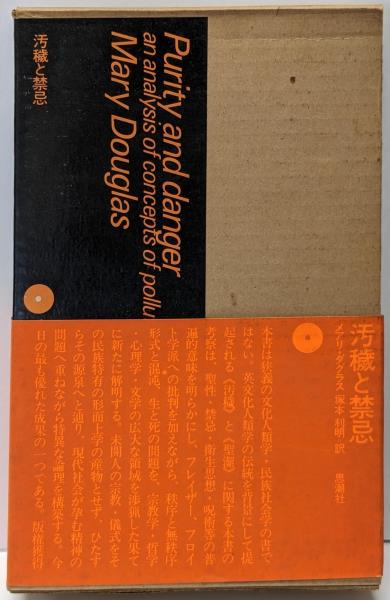 汚穢と禁忌
Purity and danger
an analysis of concepts of pollu
Mary Douglas
汚穢と禁忌
メアリ・ダグラス 塚本利明・訳 思潮社
本書は狭義の文化人類学・民族社会学の書で
はない。英文化人類学の伝統を背景にして提
起される《汚穢》と《聖潔》に関する本書の
考察は、聖性・禁忌・衛生思想・呪術等の普
遍的意味を明らかにし、フレイザー、フロイ
ト学派への批判を加えながら、秩序と無秩序
形式と混沌、生と死の問題を、宗教学・哲学
・心理学・文学の広大な領域を渉猟した果て
に新たに解明する。未開人の宗教・儀式をそ
の民族特有の形而上学の産物とせず、ひたす
らその源泉へと遡り、現代社会が孕む精神の
問題へ重ねながら特異な論理を構築する。今
日の最も優れた成果の一つである。版権獲得